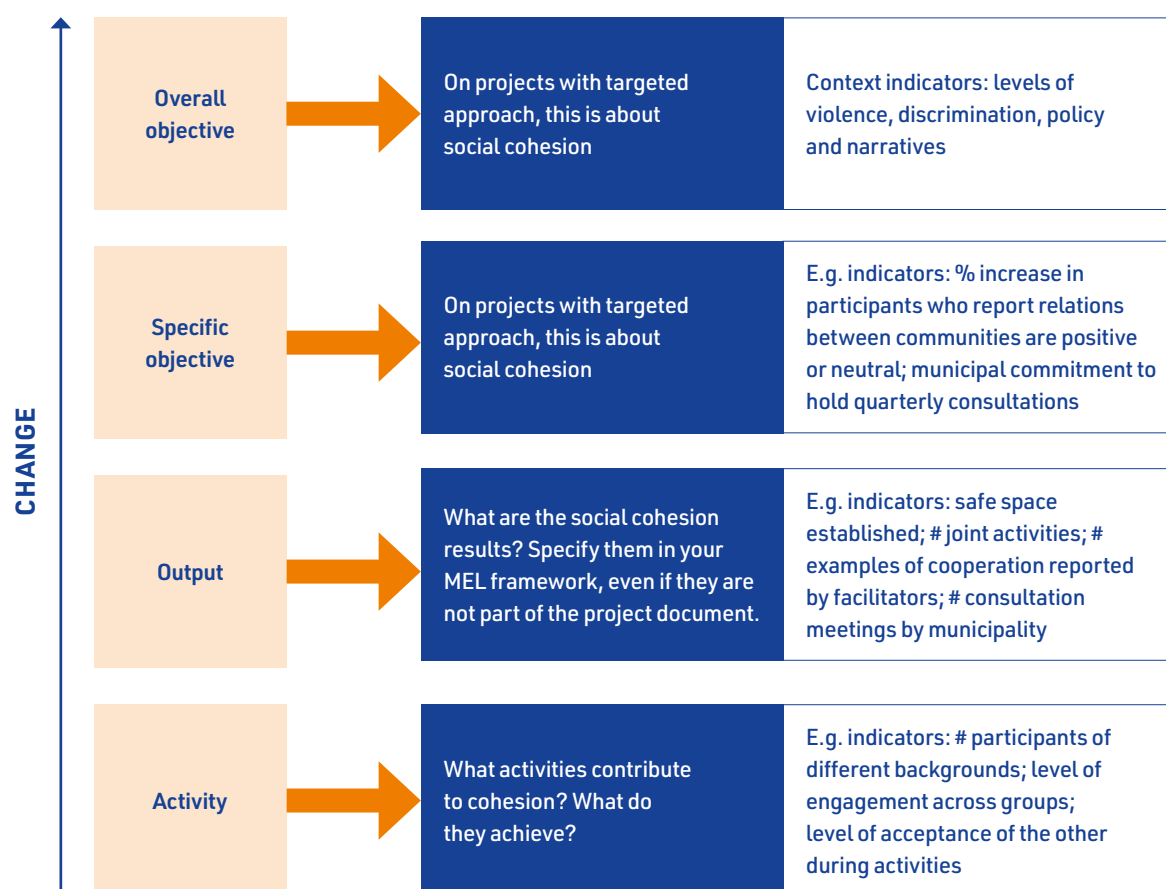 CHANGE
Overall
objective
On projects with targeted
approach, this is about
social cohesion
Context indicators: levels of
violence, discrimination, policy
and narratives
Specific
objective
On projects with targeted
approach, this is about
social cohesion
E.g. indicators: % increase in
participants who report relations
between communities are positive
or neutral; municipal commitment to
hold quarterly consultations
Output
What are the social cohesion
results? Specify them in your
MEL framework, even if they are
not part of the project document.
E.g. indicators: safe space
established; # joint activities; #
examples of cooperation reported
by facilitators; # consultation
meetings by municipality
Activity
What activities contribute
to cohesion? What do
they achieve?
E.g. indicators: # participants of
different backgrounds; level of
engagement across groups;
level of acceptance of the other
during activities